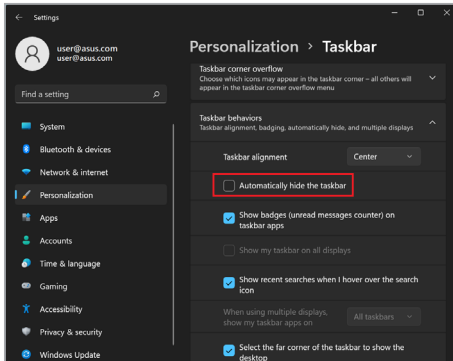 Settings
user@asus.com
user@asus.com
Find a setting
System
Bluetooth & devices
Network & internet
Personalization
Apps
Accounts
Time & language
Gaming
Accessibility
Privacy & security
Windows Update
Personalization > Taskbar
Taskbar corner overflow
Choose which icons may appear in the taskbar corner – all others will
appear in the taskbar corner overflow menu
Taskbar behaviors
Taskbar alignment, badging, automatically hide, and multiple displays
Taskbar alignment
Center
Automatically hide the taskbar
Show badges (unread messages counter) on
taskbar apps
Show my taskbar on all displays
Show recent searches when I hover over the search
icon
When using multiple displays,
show my taskbar apps on
All taskbars
Select the far corner of the taskbar to show the
desktop